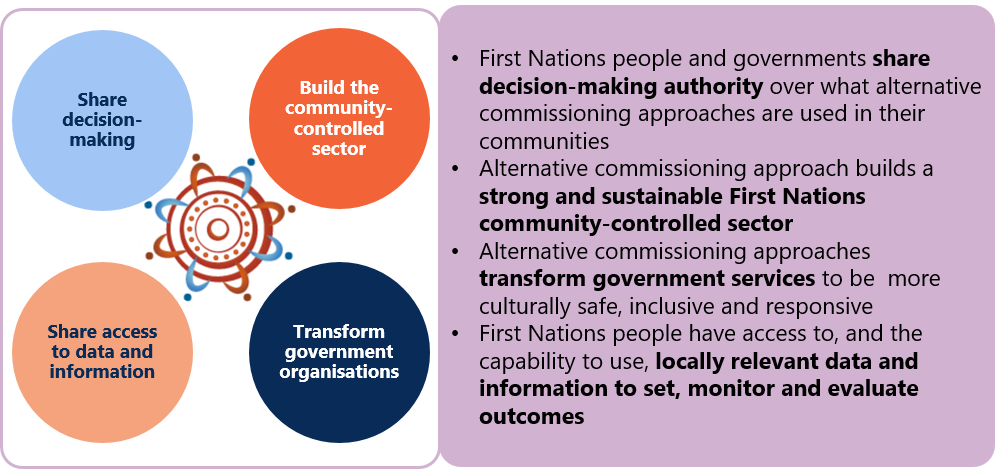 Share
decision-
making
Build the
community-
controlled
sector
Share access
to data and
information
Transform
government
organisations
• First Nations people and governments share
decision-making authority over what alternative
commissioning approaches are used in their
communities
• Alternative commissioning approach builds a
strong and sustainable First Nations
community-controlled sector
• Alternative commissioning approaches
transform government services to be  more
culturally safe, inclusive and responsive
• First Nations people have access to, and the
capability to use, locally relevant data and
information to set, monitor and evaluate
outcomes